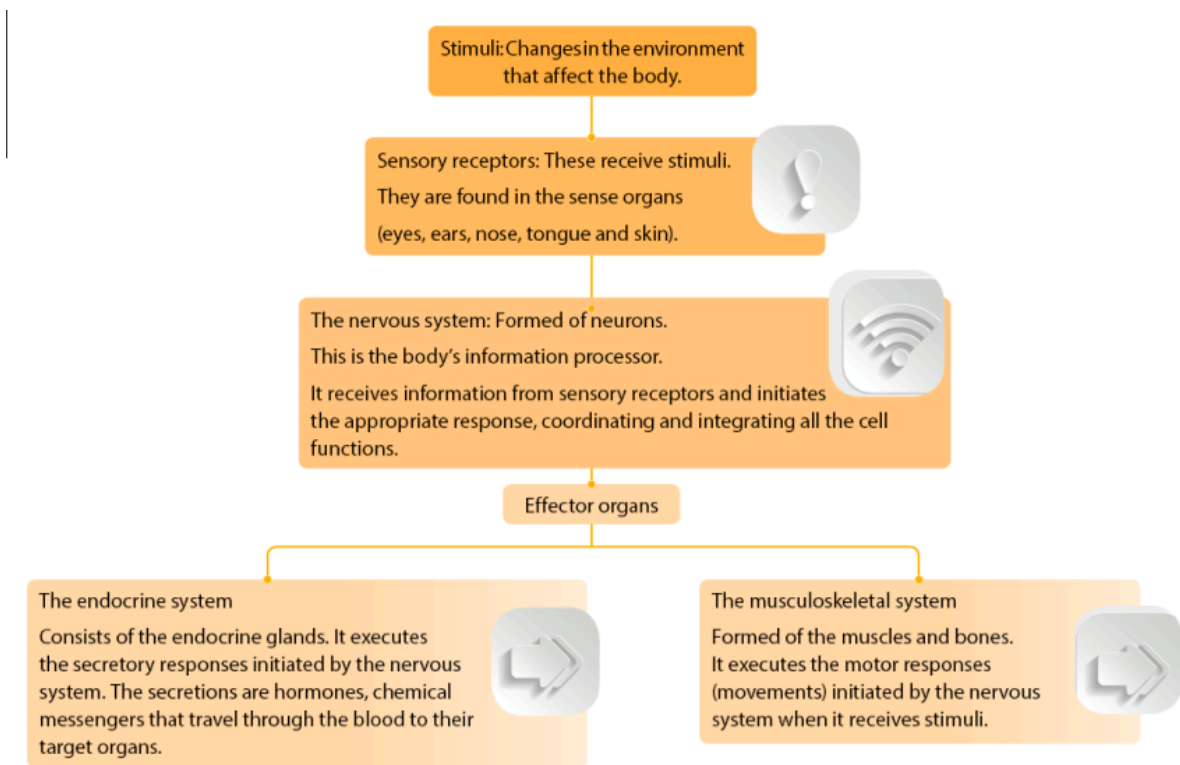 Stimuli: Changes in the environment
that affect the body.
Sensory receptors: These receive stimuli.
They are found in the sense organs
(eyes, ears, nose, tongue and skin).
The nervous system: Formed of neurons.
This is the body's information processor.
It receives information from sensory receptors and initiates
the appropriate response, coordinating and integrating all the cell
functions.
Effector organs
The endocrine system
Consists of the endocrine glands. It executes
the secretory responses initiated by the nervous
system. The secretions are hormones, chemical
messengers that travel through the blood to their
target organs.
The musculoskeletal system
Formed of the muscles and bones.
It executes the motor responses
(movements) initiated by the nervous
system when it receives stimuli.